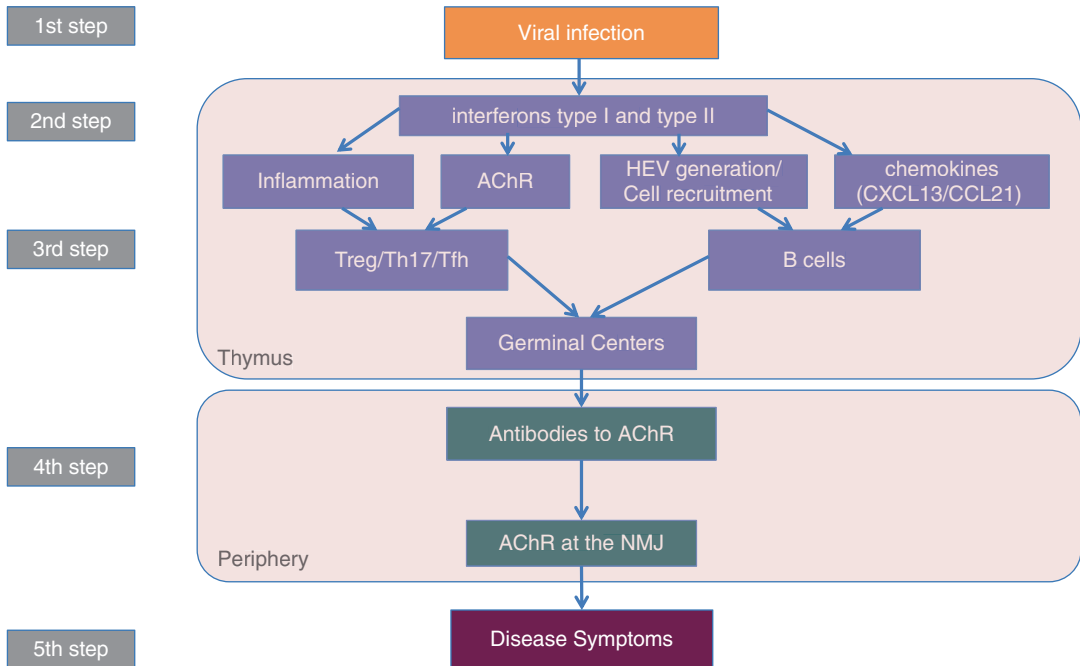 1st step
Viral infection
2nd step
interferons type I and type II
Inflammation
AChR
HEV generation/
Cell recruitment
chemokines
(CXCL13/CCL21)
3rd step
Treg/Th17/Tfh
B cells
Germinal Centers
Thymus
Antibodies to AChR
4th step
AChR at the NMJ
Periphery
Disease Symptoms
5th step